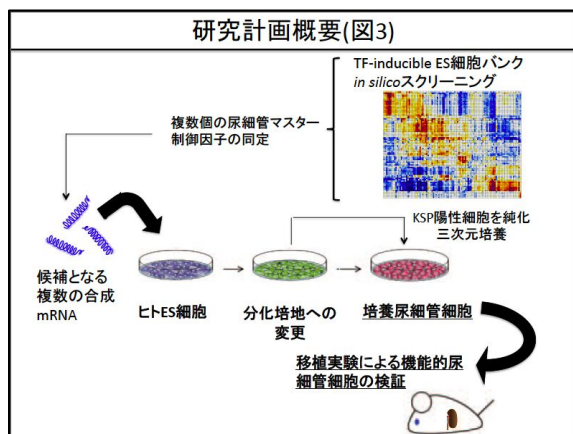 研究計画概要(図3)
TF-inducible ES細胞バンク
in silicoスクリーニング
複数個の尿細管マスター
制御因子の同定
KSP陽性細胞を純化
三次元培養
候補となる
複数の合成
mRNA
ヒトES細胞
分化培地への
変更
培養尿細管細胞
移植実験による機能的尿
細管細胞の検証